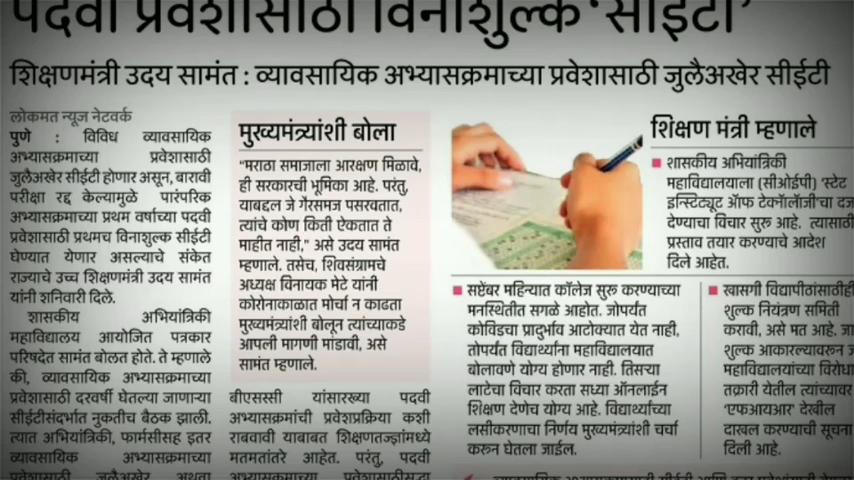 पदवी प्रवेशासाठी विनाशुल्क 'सीईटी'
शिक्षणमंत्री उदय सामंत : व्यावसायिक अभ्यासक्रमाच्या प्रवेशासाठी जुलैअखेर सीईटी
लोकमत न्यूज नेटवर्क
पुणे : विविध व्यावसायिक
अभ्यासक्रमाच्या प्रवेशासाठी
जुलैअखेर सीईटी होणार असून, बारावी
परीक्षा रद्द केल्यामुळे पारंपरिक
अभ्यासक्रमाच्या प्रथम वर्षाच्या पदवी
प्रवेशासाठी प्रथमच विनाशुल्क सीईटी
घेण्यात येणार असल्याचे संकेत
राज्याचे उच्च शिक्षणमंत्री उदय सामंत
यांनी शनिवारी दिले.
शासकीय अभियांत्रिकी
महाविद्यालय आयोजित पत्रकार
परिषदेत सामंत बोलत होते. ते म्हणाले
की, व्यावसायिक अभ्यासक्रमाच्या
प्रवेशासाठी दरवर्षी घेतल्या जाणाऱ्या
सीईटीसंदर्भात नुकतीच बैठक झाली.
त्यात अभियांत्रिकी, फार्मसीसह इतर
व्यावसायिक अभ्यासक्रमाच्या
प्रवेशासाठी जुलैअखेर अथवा
मुख्यमंत्र्यांशी बोला
"मराठा समाजाला आरक्षण मिळावे,
ही सरकारची भूमिका आहे. परंतु,
याबद्दल जे गैरसमज पसरवतात,
त्यांचे कोण किती ऐकतात ते
माहीत नाही," असे उदय सामंत
म्हणाले. तसेच, शिवसंग्रामचे
अध्यक्ष विनायक मेटे यांनी
कोरोनाकाळात मोर्चा न काढता
मुख्यमंत्र्यांशी बोलून त्यांच्याकडे
आपली मागणी मांडावी, असे
सामंत म्हणाले.
बीएसस्सी यांसारख्या पदवी
अभ्यासक्रमांची प्रवेशप्रक्रिया कशी
राबवावी याबाबत शिक्षणतज्ज्ञांमध्ये
मतमतांतरे आहेत. परंतु, पदवी
अभ्यासक्रमाच्या प्रवेशासाठीसुद्धा
शिक्षण मंत्री म्हणाले
शासकीय अभियांत्रिकी
महाविद्यालयाला (सीओईपी) 'स्टेट
इन्स्टिट्यूट ऑफ टेक्नॉलॉजी'चा दर्जा
देण्याचा विचार सुरू आहे. त्यासाठी
प्रस्ताव तयार करण्याचे आदेश
दिले आहेत.
सप्टेंबर महिन्यात कॉलेज सुरू करण्याच्या
मनस्थितीत सगळे आहोत. जोपर्यंत
कोविडचा प्रादुर्भाव आटोक्यात येत नाही,
तोपर्यंत विद्यार्थ्यांना महाविद्यालयात
बोलावणे योग्य होणार नाही. तिसऱ्या
लाटेचा विचार करता सध्या ऑनलाईन
शिक्षण देणेच योग्य आहे. विद्यार्थ्यांच्या
लसीकरणाचा निर्णय मुख्यमंत्र्यांशी चर्चा
करून घेतला जाईल.
खासगी विद्यापीठांसाठीही
शुल्क नियंत्रण समिती
करावी, असे मत आहे.
शुल्क आकारल्यावरून
महाविद्यालयांच्या
तक्रारी येतील त्यांच्यावर
'एफआयआर' देखील
दाखल करण्याची सूचना
दिली आहे.